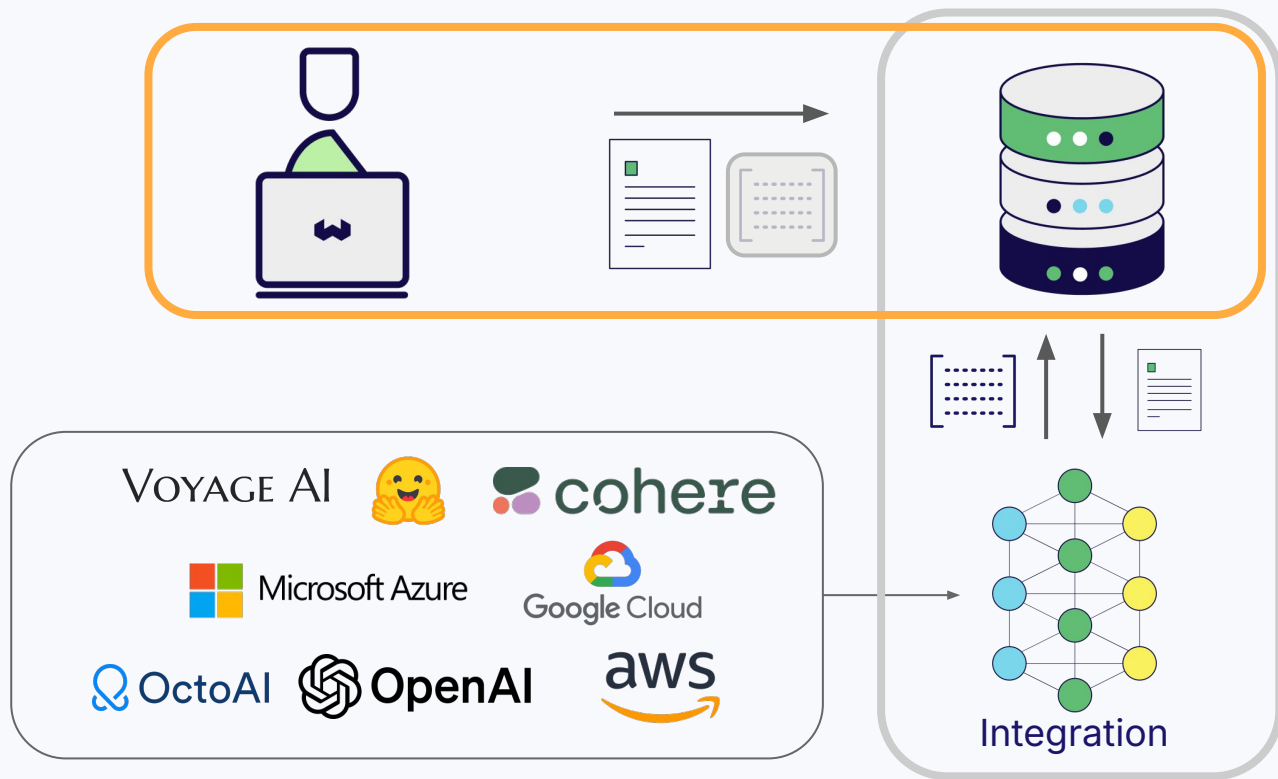 VOYAGE AI
cohere
Microsoft Azure
Google Cloud
OctoAI
OpenAI
aws
Integration